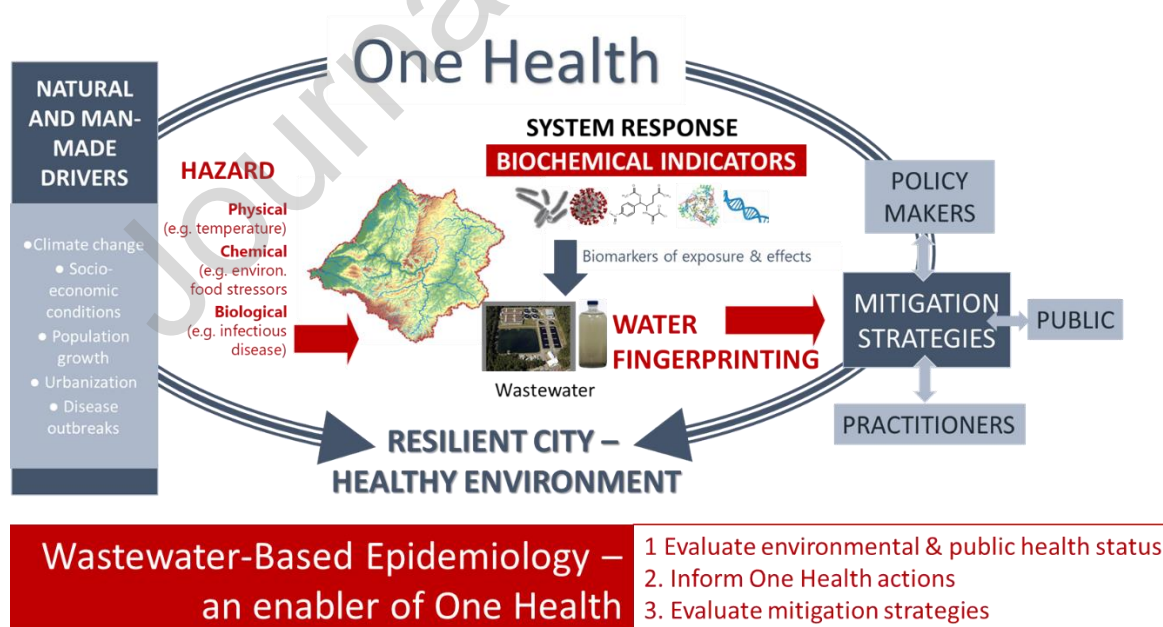 Journa
One Health
NATURAL
AND MAN-
MADE
DRIVERS
●Climate change
● Socio-
economic
conditions
● Population
growth
● Urbanization
● Disease
outbreaks
HAZARD
Physical
(e.g. temperature)
Chemical
(e.g. environ.
food stressors
Biological
(e.g. infectious
disease)
SYSTEM RESPONSE
BIOCHEMICAL INDICATORS
Biomarkers of exposure & effects
WATER
FINGERPRINTING
Wastewater
POLICY
MAKERS
MITIGATION
STRATEGIES
PUBLIC
PRACTITIONERS
RESILIENT CITY –
HEALTHY ENVIRONMENT
Wastewater-Based Epidemiology –
an enabler of One Health
1 Evaluate environmental & public health status
2. Inform One Health actions
3. Evaluate mitigation strategies